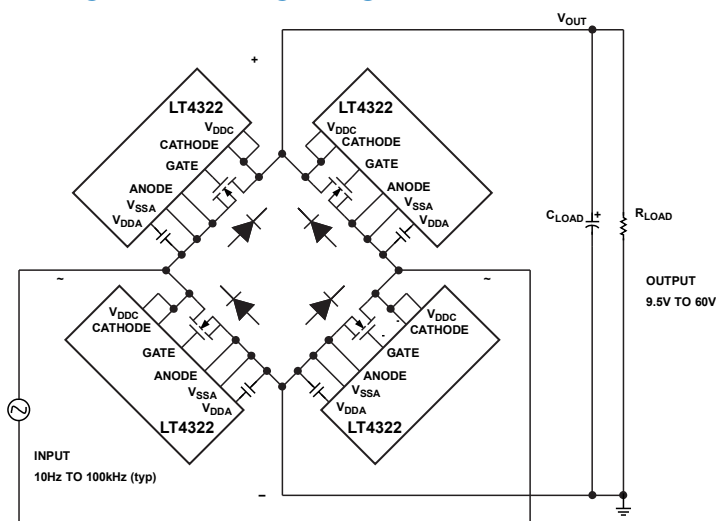 VOUT
+
LT4322
VDDC
CATHODE
GATE
ANODE
VSSA
VDDA
LT4322
VDDC
CATHODE
GATE
ANODE
VSSA
VDDA
CLOAD
+
RLOAD
OUTPUT
9.5V TO 60V
~
~
VDDC
CATHODE
GATE
ANODE
VSSA
VDDA
LT4322
VDDC
CATHODE
GATE
ANODE
VSSA
VDDA
LT4322
INPUT
10Hz TO 100kHz (typ)
–